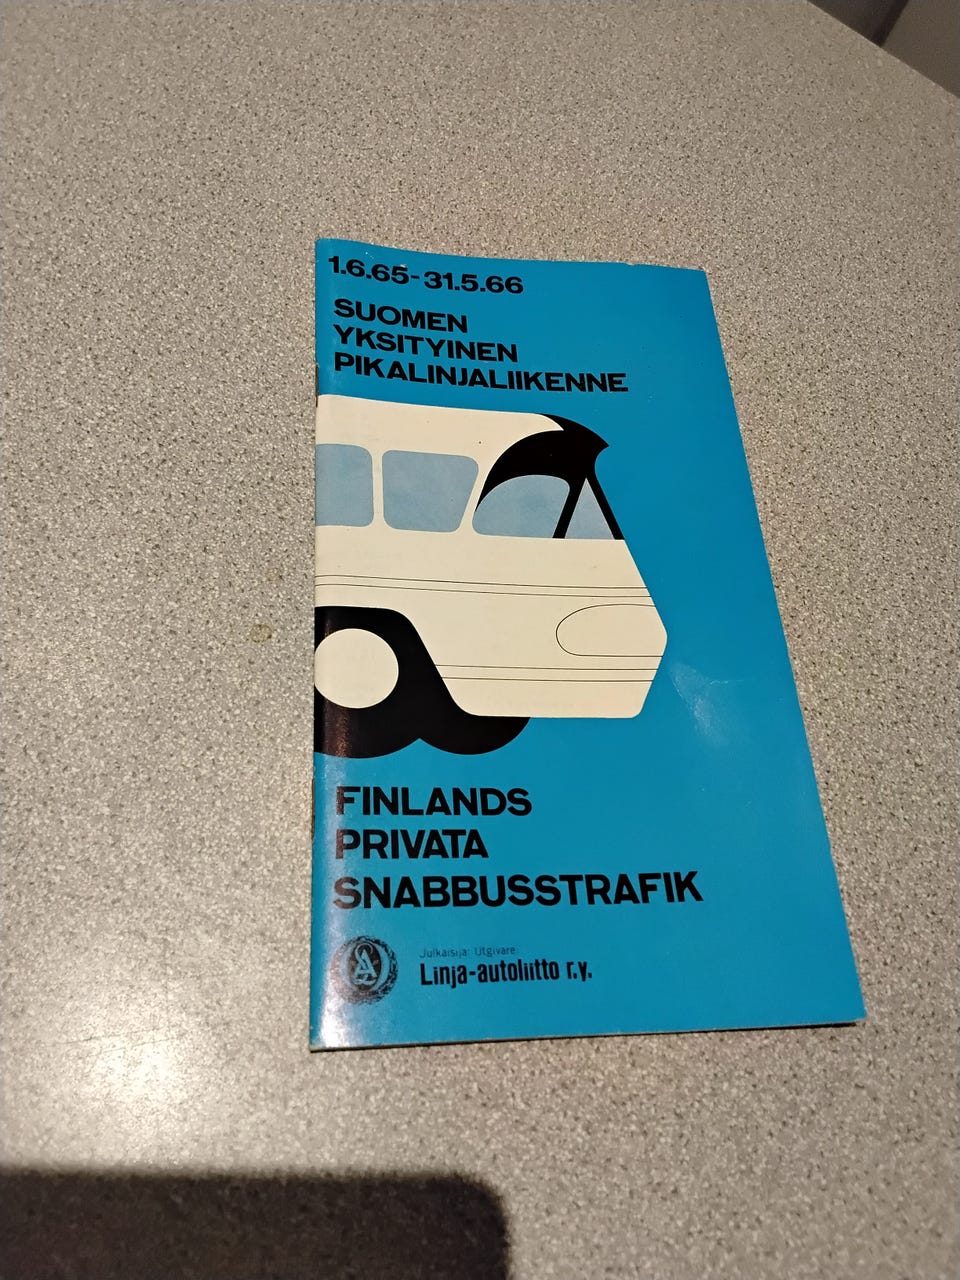 1.6.65-31.5.66
SUOMEN
YKSITYINEN
PIKALINJALIIKENNE
FINLANDS
PRIVATA
SNABBUSSTRAFIK
Julkaisija: Utgivare:
Linja-autoliitto r.y.